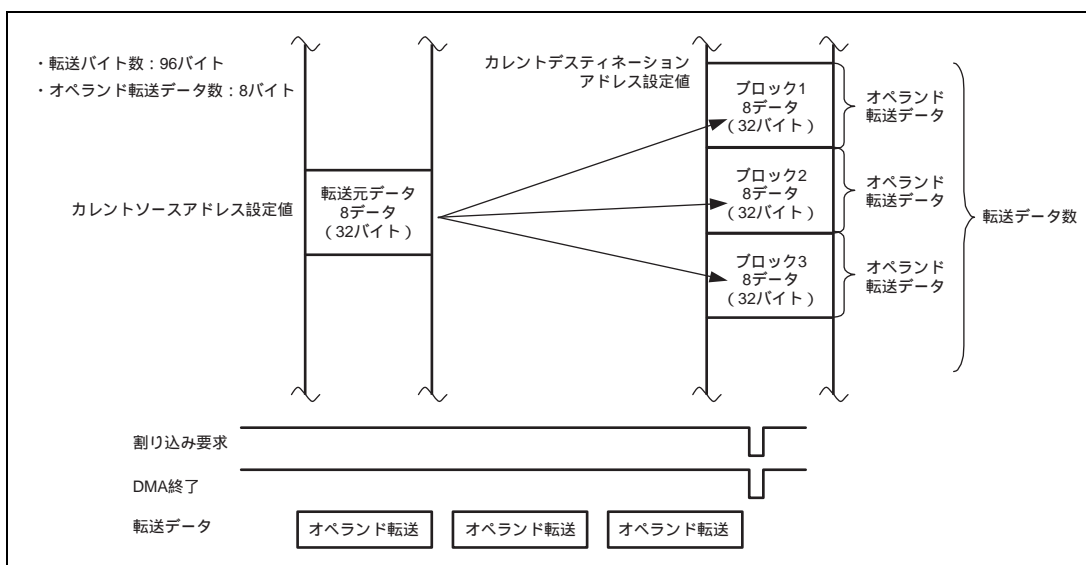 ・転送バイト数：96バイト
・オペランド転送データ数：8バイト
カレントデスティネーション
アドレス設定値
ブロック1
8データ
（32バイト）
オペランド
転送データ
カレントソースアドレス設定値
転送元データ
8データ
（32バイト）
ブロック2
8データ
（32バイト）
オペランド
転送データ
転送データ数
ブロック3
8データ
（32バイト）
オペランド
転送データ
割り込み要求
DMA終了
転送データ
オペランド転送
オペランド転送
オペランド転送